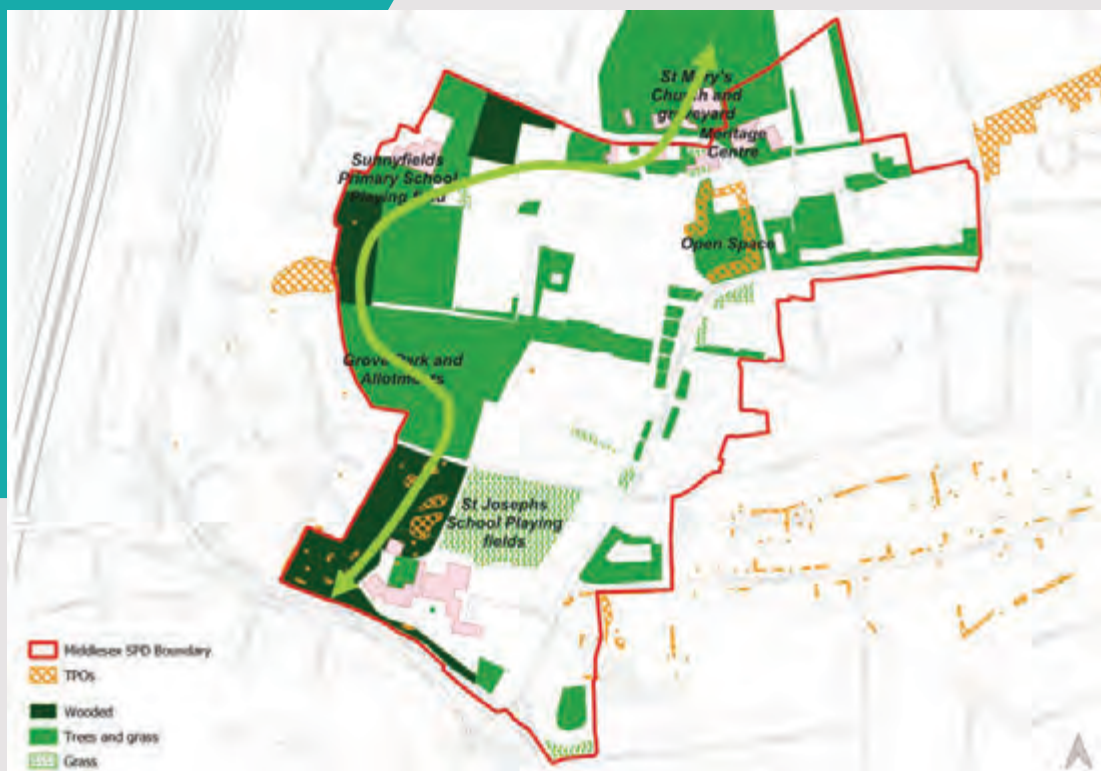 St Mary's
Church and
graveyard
Heritage
Centre
Sunnyfields
Primary School
Playing field
Open Space
Grove Park and
Allotments
St Josephs
School Playing
fields
Middlesex SPD Boundary
TPOs
Wooded
Trees and grass
Grass